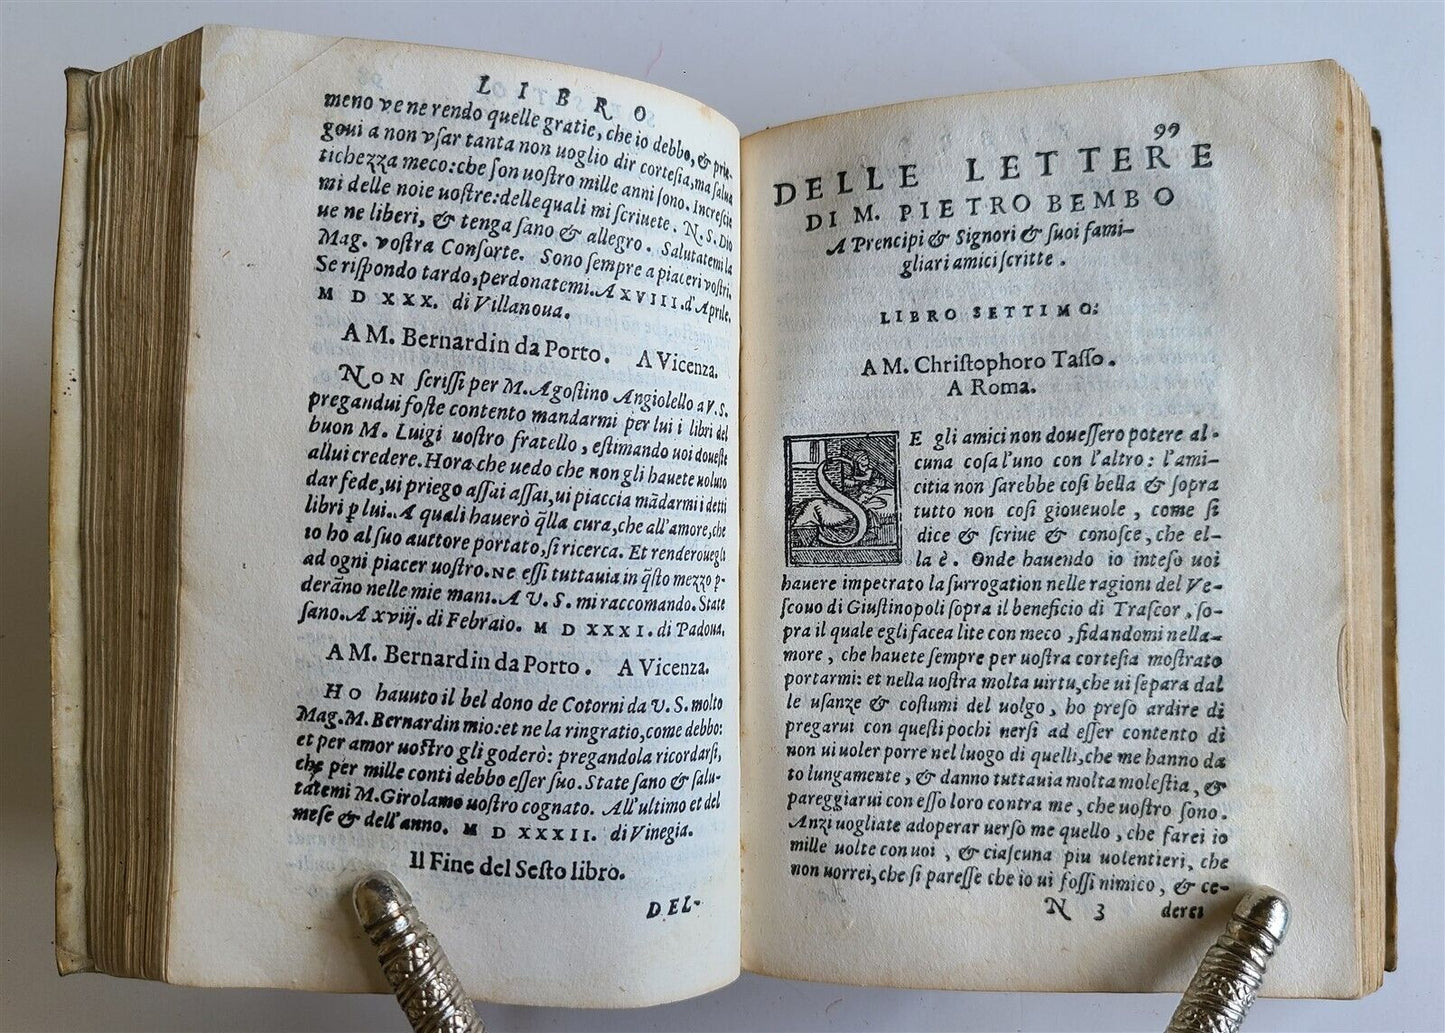 LIBRO
meno ve ne rendo quelle gratie, che io debbo, & prie-
goui a non vſar tanta non uoglio dir corteſia, ma ſalua
tichezza meco: che ſon uoſtro mille anni ſono. Increſcie
mi delle noie uoſtre: delle quali mi ſcriuete. N. S. Dio
ue ne liberi, & tenga ſano & allegro. Salutatemi la
Mag. voſtra Conſorte. Sono ſempre a piaceri voſtri.
Se riſpondo tardo, perdonatemi. A XVIII. d'Aprile.
M D XXX. di Villanoua.
A M. Bernardin da Porto. A Vicenza.
NON ſcriſſi per M. Agoſtino Angiolello a V. S.
pregandui foſte contento mandarmi per lui i libri del
buon M. Luigi uoſtro fratello, eſtimando uoi doueſte
allui credere. Hora che uedo che non gli hauete uoluto
dar fede, ui priego aſſai aſſai, ui piaccia mãdarmi i detti
libri ꝑ lui. A quali hauerò q̃lla cura, che all'amore, che
io ho al ſuo auttore portato, ſi ricerca. Et renderouegli
ad ogni piacer uoſtro. NE eſſi tuttauia in q̃ſto mezzo p-
derãno nelle mie mani. A V. S. mi raccomando. State
ſano. A xviij. di Febraio. M D XXXI. di Padoua.
A M. Bernardin da Porto. A Vicenza.
HO hauuto il bel dono de Cotorni da V. S. molto
Mag. M. Bernardin mio: et ne la ringratio, come debbo:
et per amor uoſtro gli goderò: pregandola ricordarſi,
che per mille conti debbo eſſer ſuo. State ſano & ſalu-
tatemi M. Girolamo uoſtro cognato. All'ultimo et del
meſe & dell'anno. M D XXXII. di Vinegia.
Il Fine del Seſto libro.
DEL-
99
DELLE LETTERE
DI M. PIETRO BEMBO
A Prencipi & Signori & ſuoi fami-
gliari amici ſcritte.
LIBRO SETTIMO:
A M. Chriſtophoro Taſſo.
A Roma.
SE gli amici non doueſſero potere al-
cuna coſa l'uno con l'altro: l'ami-
citia non ſarebbe coſi bella & ſopra
tutto non coſi gioueuole, come ſi
dice & ſcriue & conoſce, che el-
la è. Onde hauendo io inteſo uoi
hauere impetrato la ſurrogation nelle ragioni del Ve-
ſcouo di Giuſtinopoli ſopra il beneficio di Traſcor, ſo-
pra il quale egli facea lite con meco, fidandomi nella-
more, che hauete ſempre per uoſtra corteſia moſtrato
portarmi: et nella uoſtra molta uirtu, che ui ſepara dal
le uſanze & coſtumi del uolgo, ho preſo ardire di
pregarui con queſti pochi uerſi ad eſſer contento di
non ui uoler porre nel luogo di quelli, che me hanno da
to lungamente, & danno tuttauia molta moleſtia, &
pareggiarui con eſſo loro contra me, che uoſtro ſono.
Anzi uogliate adoperar uerſo me quello, che farei io
mille uolte con uoi, & ciaſcuna piu uolentieri, che
non uorrei, che ſi pareſſe che io ui foſſi nimico, & ce-
N 3 derei